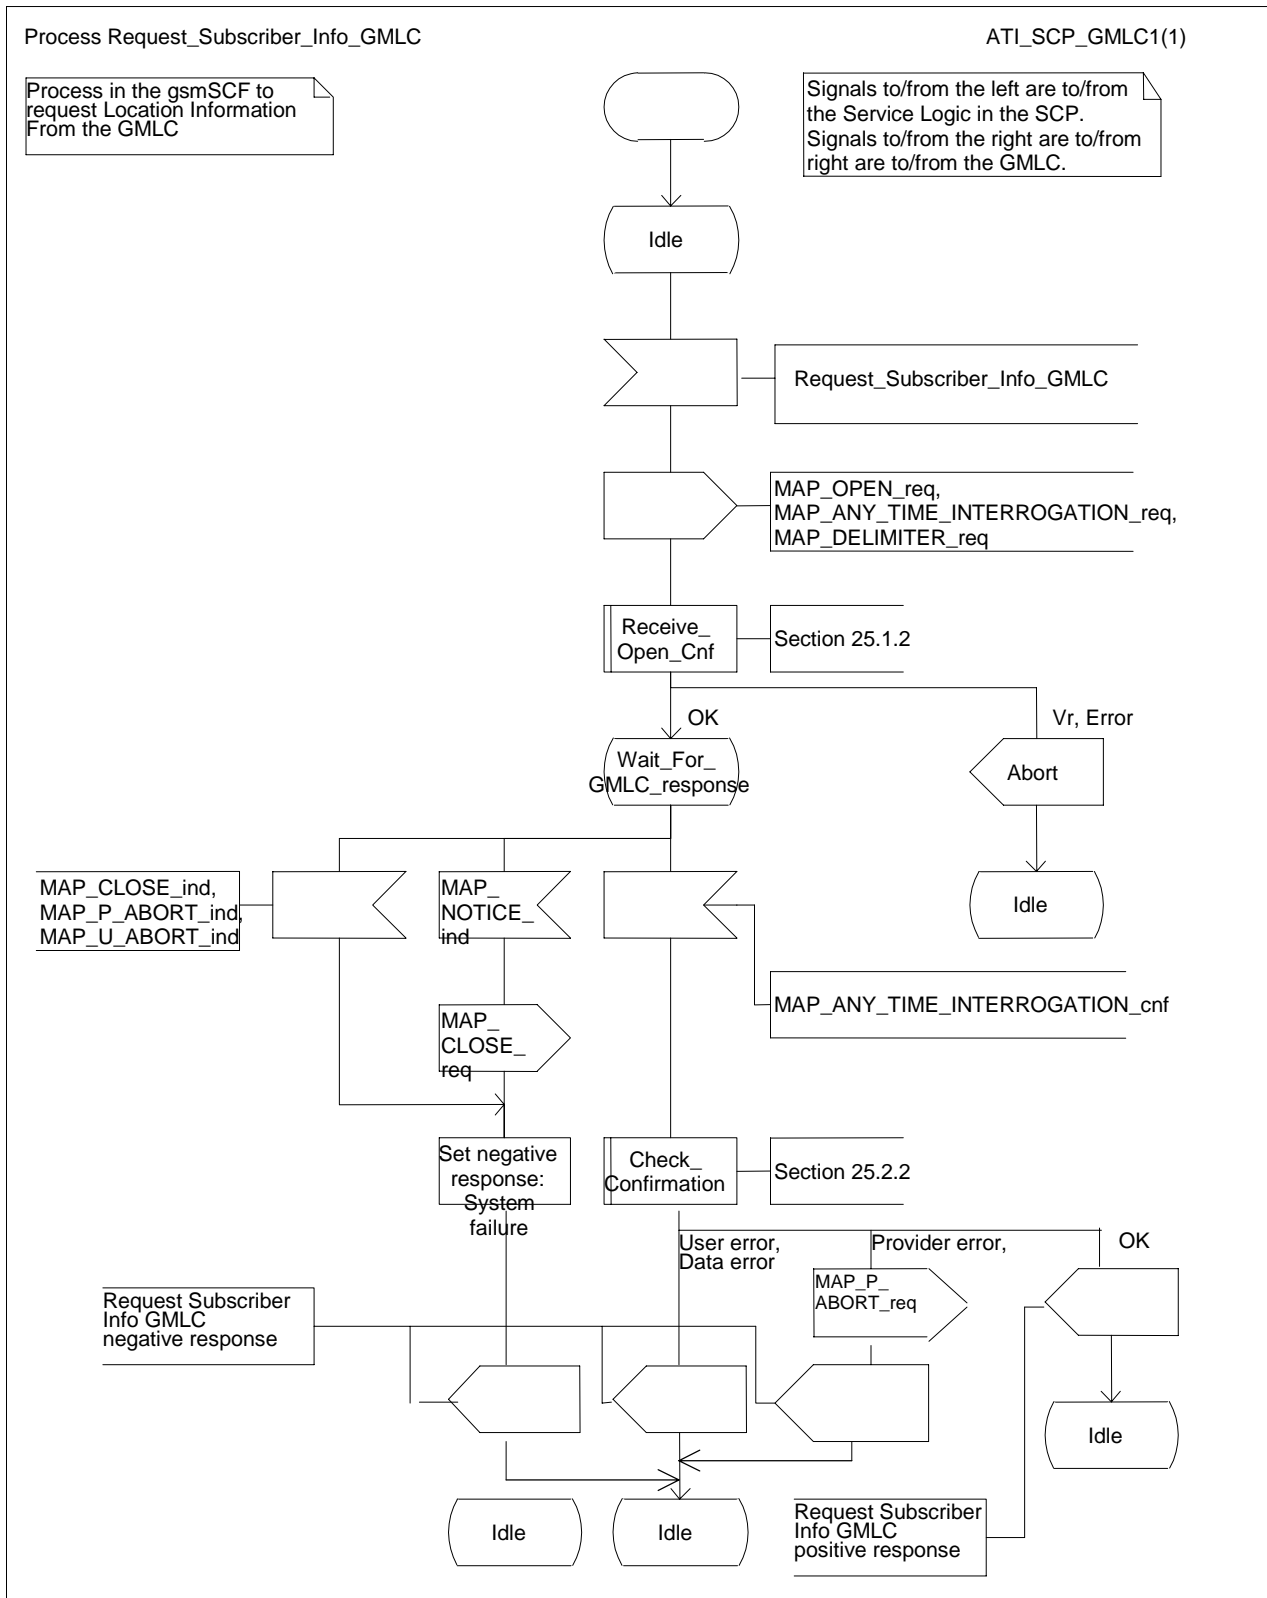 Process Request_Subscriber_Info_GMLC
ATI_SCP_GMLC1(1)
Process in the gsmSCF to
request Location Information
From the GMLC
Signals to/from the left are to/from
the Service Logic in the SCP.
Signals to/from the right are to/from
right are to/from the GMLC.
Idle
Request_Subscriber_Info_GMLC
MAP_OPEN_req,
MAP_ANY_TIME_INTERROGATION_req,
MAP_DELIMITER_req
Receive_
Open_Cnf
Section 25.1.2
OK
Vr, Error
Wait_For_
GMLC_response
Abort
MAP_CLOSE_ind,
MAP_P_ABORT_ind,
MAP_U_ABORT_ind
MAP_
NOTICE_
ind
Idle
MAP_ANY_TIME_INTERROGATION_cnf
MAP_
CLOSE_
req
Set negative
response:
System
failure
Check_
Confirmation
Section 25.2.2
User error,
Data error
Provider error,
OK
MAP_P_
ABORT_req
Request Subscriber
Info GMLC
negative response
Idle
Idle
Idle
Request Subscriber
Info GMLC
positive response